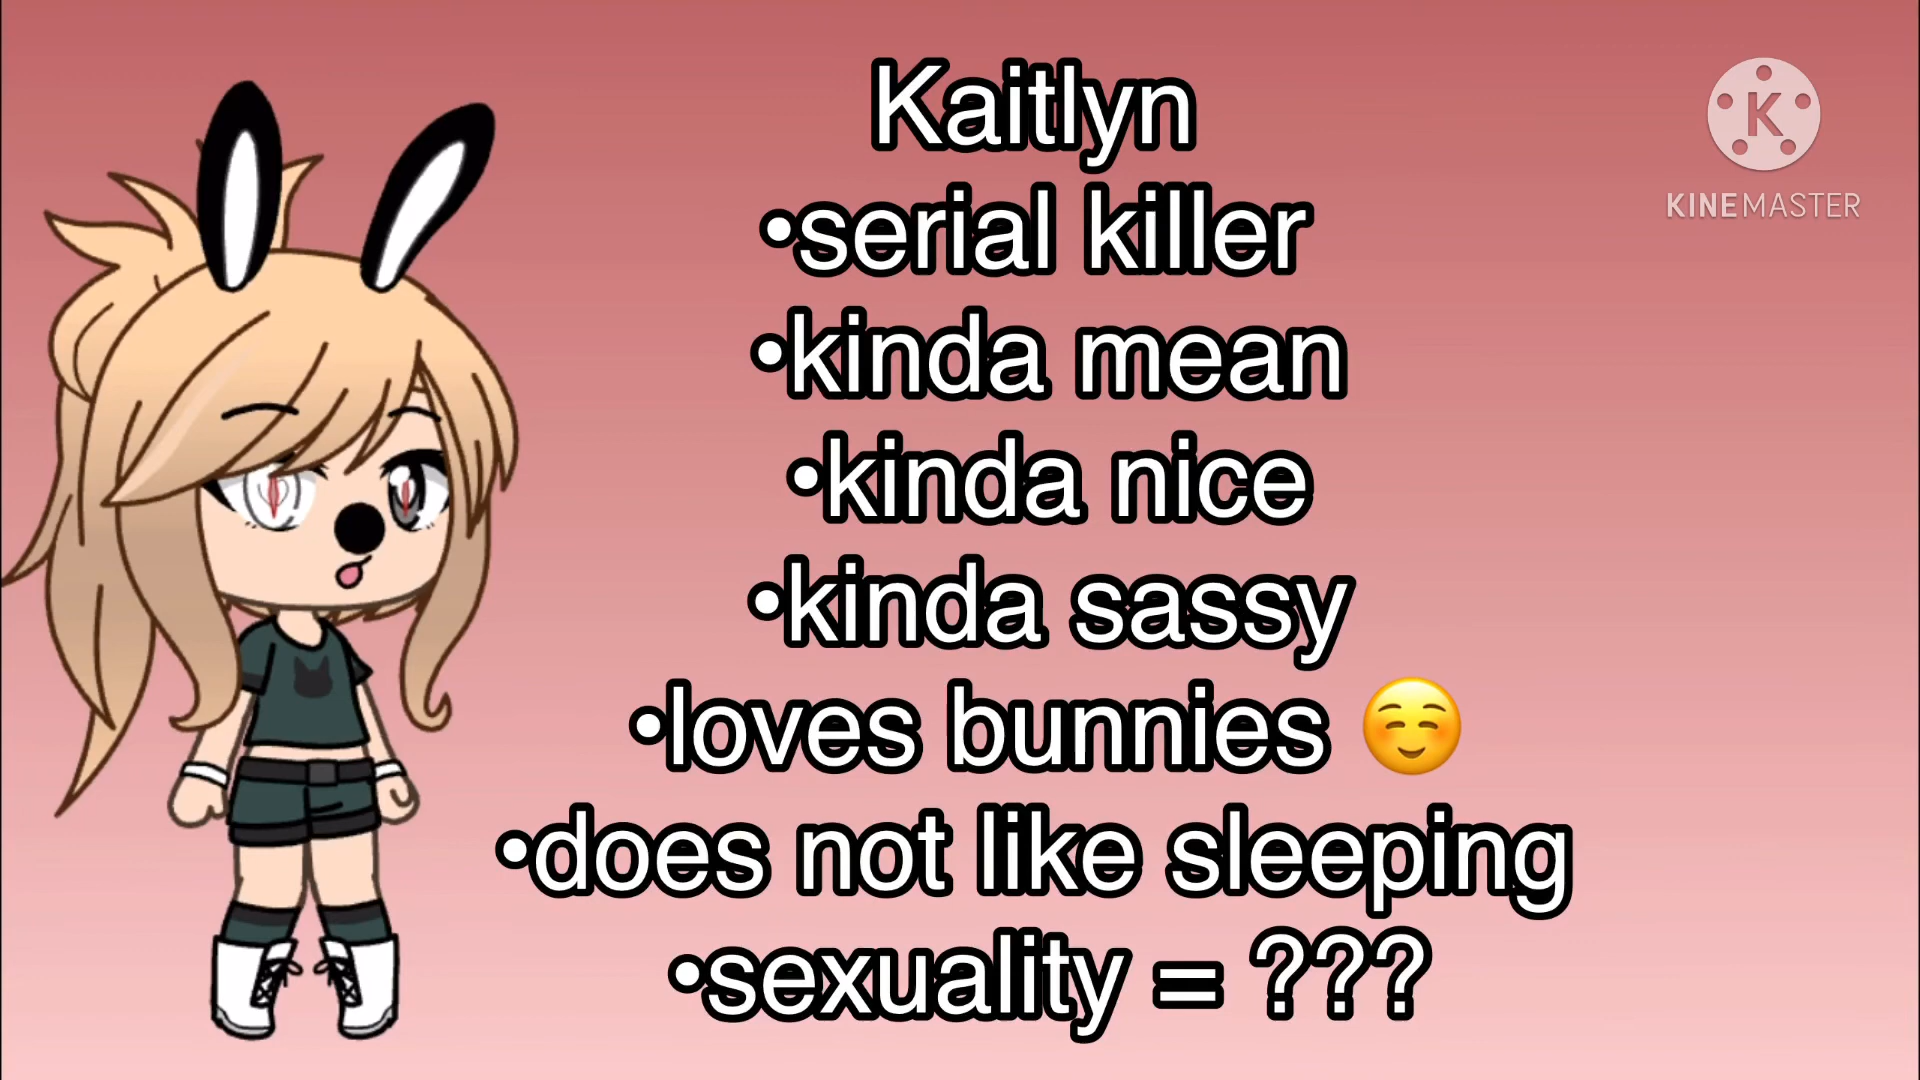 Kaitlyn
•serial killer
•kinda mean
•kinda nice
•kinda sassy
•loves bunnies ☺️
•does not like sleeping
•sexuality = ???
K
KINEMASTER